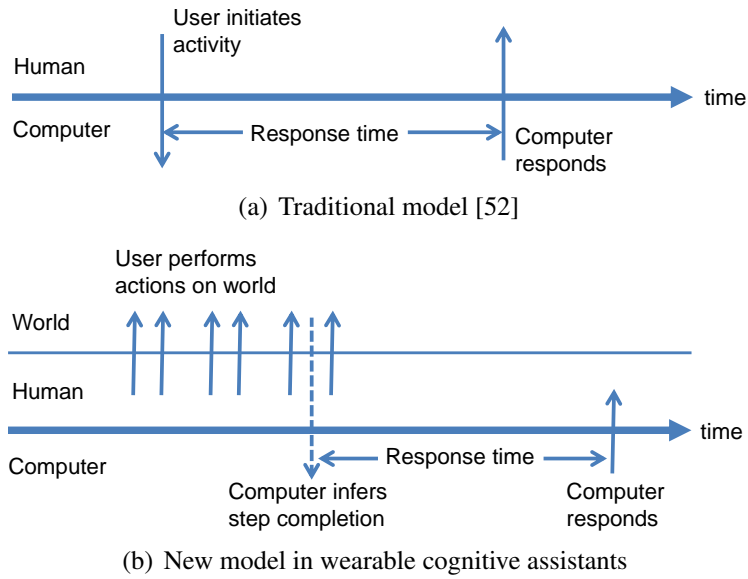 User initiates
activity
Human
time
Computer
Response time
Computer
responds
(a) Traditional model [52]
User performs
actions on world
World
Human
time
Computer
Response time
Computer infers
step completion
Computer
responds
(b) New model in wearable cognitive assistants